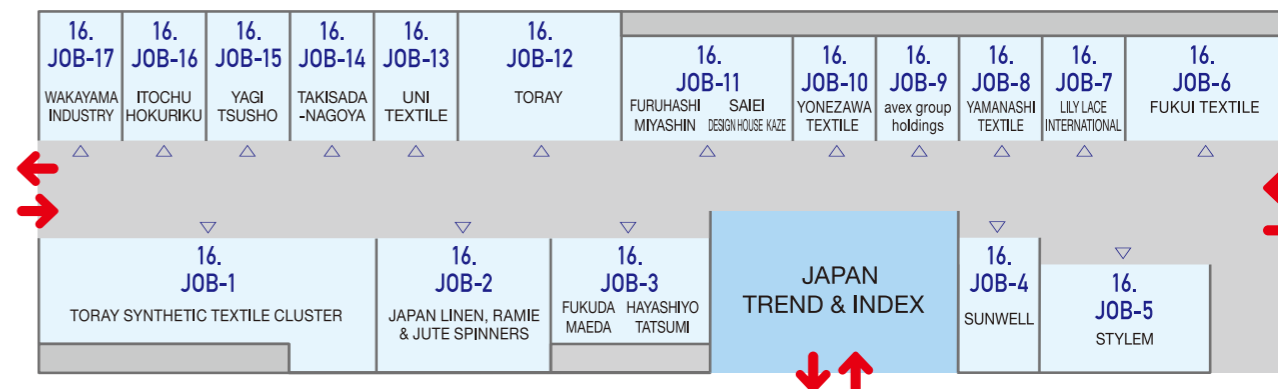 16.
JOB-17
WAKAYAMA
INDUSTRY
16.
JOB-16
ITOCHU
HOKURIKU
16.
JOB-15
YAGI
TSUSHO
16.
JOB-14
TAKISADA
-NAGOYA
16.
JOB-13
UNI
TEXTILE
16.
JOB-12
TORAY
16.
JOB-11
FURUHASHI SAIEI
MIYASHIN DESIGN HOUSE KAZE
16.
JOB-10
YONEZAWA
TEXTILE
16.
JOB-9
avex group
holdings
16.
JOB-8
YAMANASHI
TEXTILE
16.
JOB-7
LILY LACE
INTERNATIONAL
16.
JOB-6
FUKUI TEXTILE
16.
JOB-1
TORAY SYNTHETIC TEXTILE CLUSTER
16.
JOB-2
JAPAN LINEN, RAMIE
& JUTE SPINNERS
16.
JOB-3
FUKUDA HAYASHIYO
MAEDA TATSUMI
JAPAN
TREND & INDEX
16.
JOB-4
SUNWELL
16.
JOB-5
STYLEM